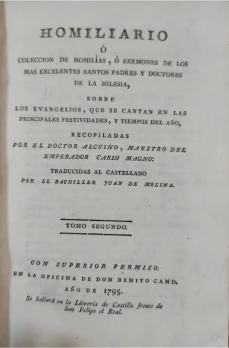 HOMILIARIO
Ó
COLECCION DE HOMILÍAS, Ó SERMONES DE LOS
MAS EXCELENTES SANTOS PADRES Y DOCTORES
DE LA IGLESIA,
SOBRE
LOS EVANGELIOS, QUE SE CANTAN EN LAS
PRINCIPALES FESTIVIDADES, Y TIEMPOS DEL AÑO,
RECOPILADAS
POR EL DOCTOR ALCUINO, MAESTRO DEL
EMPERADOR CARLO MAGNO:
TRADUCIDAS AL CASTELLANO
POR EL BACHILLER JUAN DE MOLINA.
TOMO SEGUNDO.
CON SUPERIOR PERMISO.
EN LA OFICINA DE DON BENITO CANO.
AÑO DE 1795.
Se hallará en la Librería de Castillo frente de
San Felipe el Real.